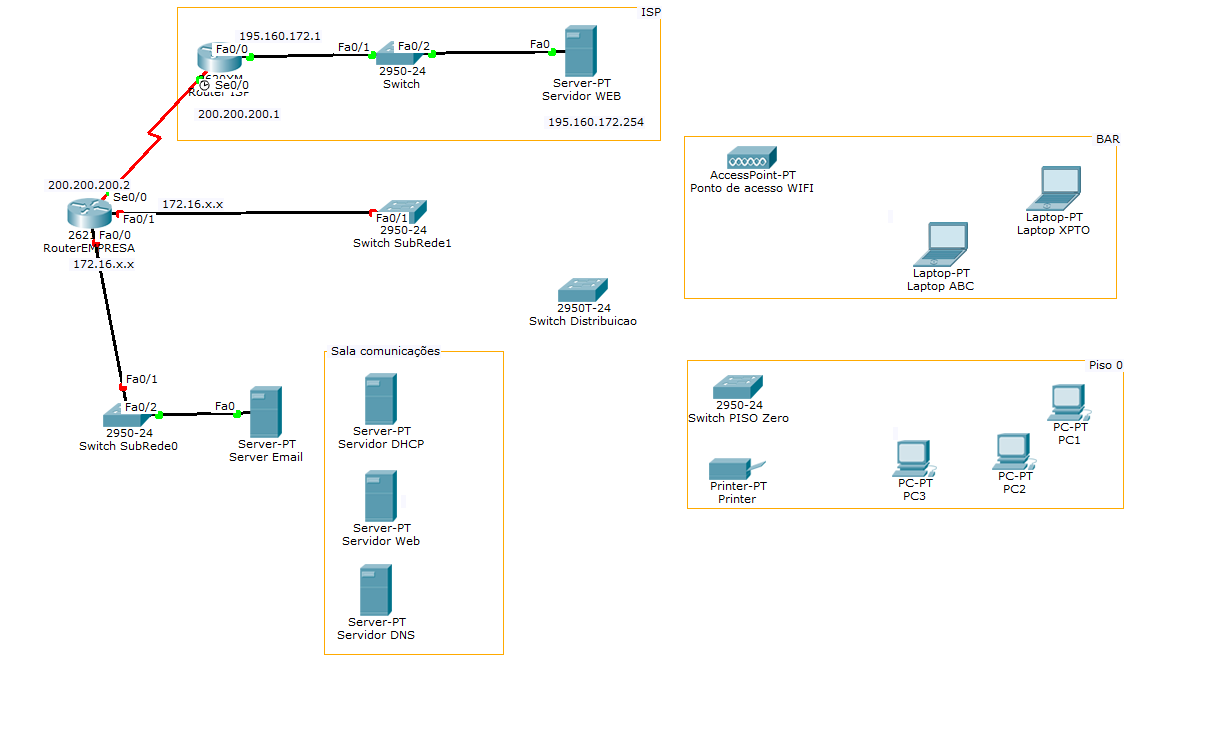 ISP
195.160.172.1
Fa0/0
Fa0/1
Fa0/2
Fa0
2950-24
Switch
Server-PT
Servidor WEB
Se0/0
Router ISP
200.200.200.1
195.160.172.254
BAR
AccessPoint-PT
Ponto de acesso WIFI
Laptop-PT
Laptop XPTO
Laptop-PT
Laptop ABC
200.200.200.2
Se0/0
172.16.x.x
Fa0/1
Fa0/1
2950-24
Switch SubRede1
Fa0/0
RouterEMPRESA
172.16.x.x
2950T-24
Switch Distribuicao
Sala comunicações
Server-PT
Servidor DHCP
Server-PT
Servidor Web
Server-PT
Servidor DNS
Fa0/1
Fa0/2
Fa0
2950-24
Switch SubRede0
Server-PT
Server Email
Piso 0
2950-24
Switch PISO Zero
Printer-PT
Printer
PC-PT
PC3
PC-PT
PC2
PC-PT
PC1